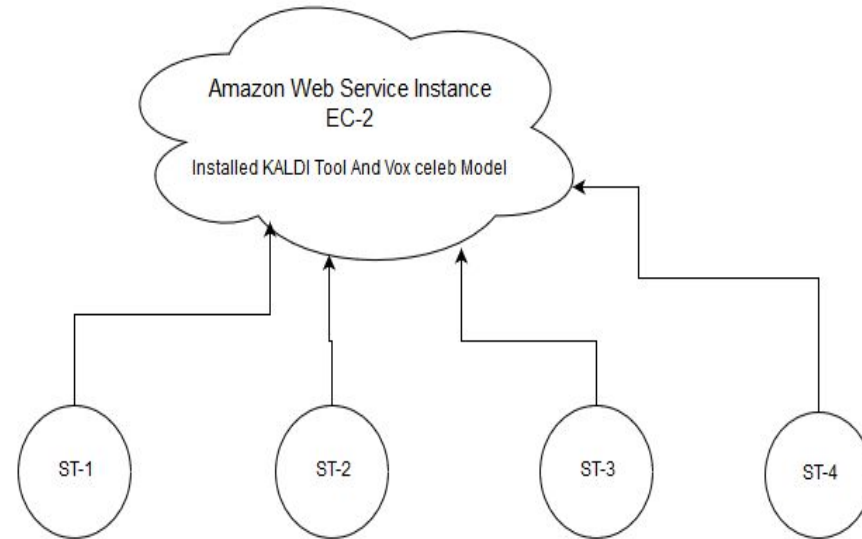 Amazon Web Service Instance
EC-2
Installed KALDI Tool And Vox celeb Model
ST-1
ST-2
ST-3
ST-4